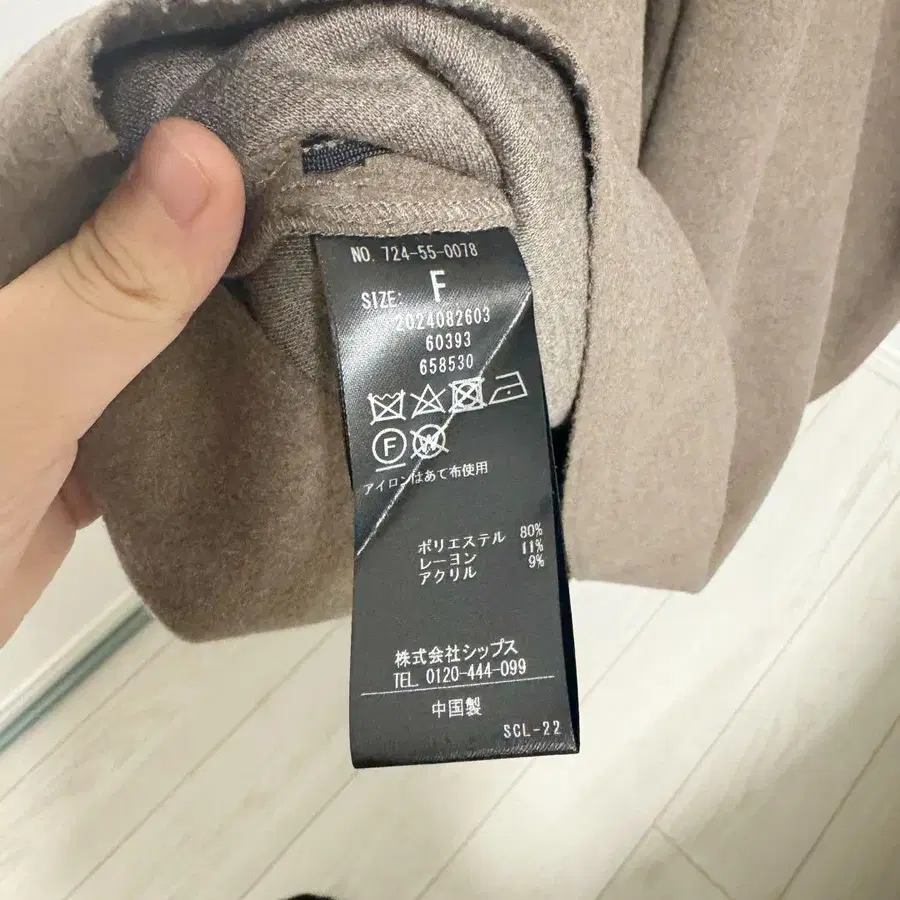 NO. 724-55-0078
SIZE: F
2024082603
60393
658530
F W
アイロンはあて布使用
ポリエステル 80%
レーヨン 11%
アクリル 9%
株式会社シップス
TEL. 0120-444-099
中国製
SCL-22